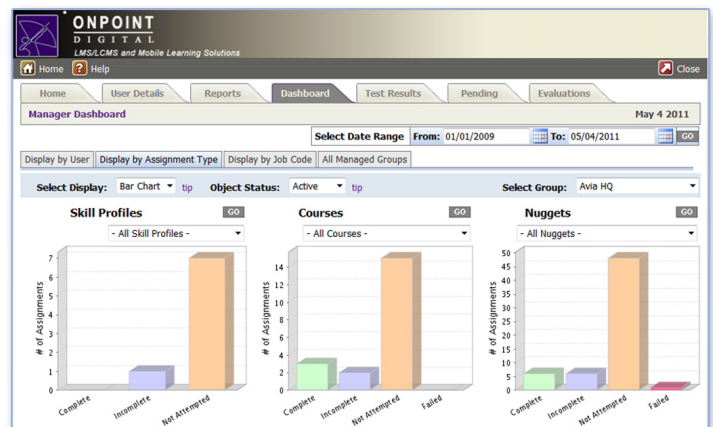 ONPOINT
DIGITAL
LMS/LCMS and Mobile Learning Solutions
Home Help Close
Home User Details Reports Dashboard Test Results Pending Evaluations
Manager Dashboard May 4 2011
Select Date Range From: 01/01/2009 To: 05/04/2011 GO
Display by User Display by Assignment Type Display by Job Code All Managed Groups
Select Display: Bar Chart tip Object Status: Active tip Select Group: Avia HQ
Skill Profiles GO Courses GO Nuggets GO
- All Skill Profiles - - All Courses - - All Nuggets -
# of Assignments
7
6
5
4
3
2
1
0
Complete Incomplete Not Attempted
# of Assignments
14
12
10
8
6
4
2
0
Complete Incomplete Not Attempted Failed
# of Assignments
50
45
40
35
30
25
20
15
10
5
0
Complete Incomplete Not Attempted Failed